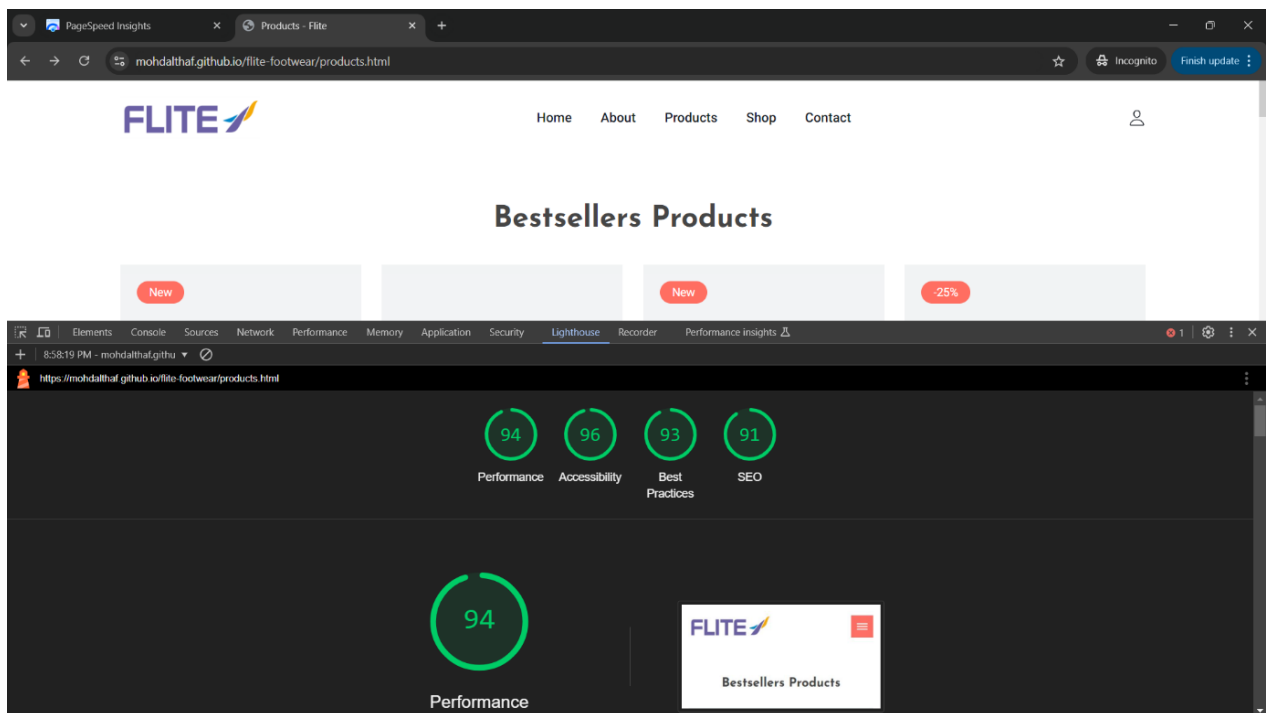 PageSpeed Insights
Products - Flite
mohdalthaf.github.io/flite-footwear/products.html
Incognito
Finish update
FLITE
Home About Products Shop Contact
Bestsellers Products
New
New
-25%
Elements Console Sources Network Performance Memory Application Security Lighthouse Recorder Performance insights
1
8:58:19 PM - mohdalthaf.githu
https://mohdalthaf.github.io/flite-footwear/products.html
94 96 93 91
Performance Accessibility Best Practices SEO
94
Performance
FLITE
Bestsellers Products